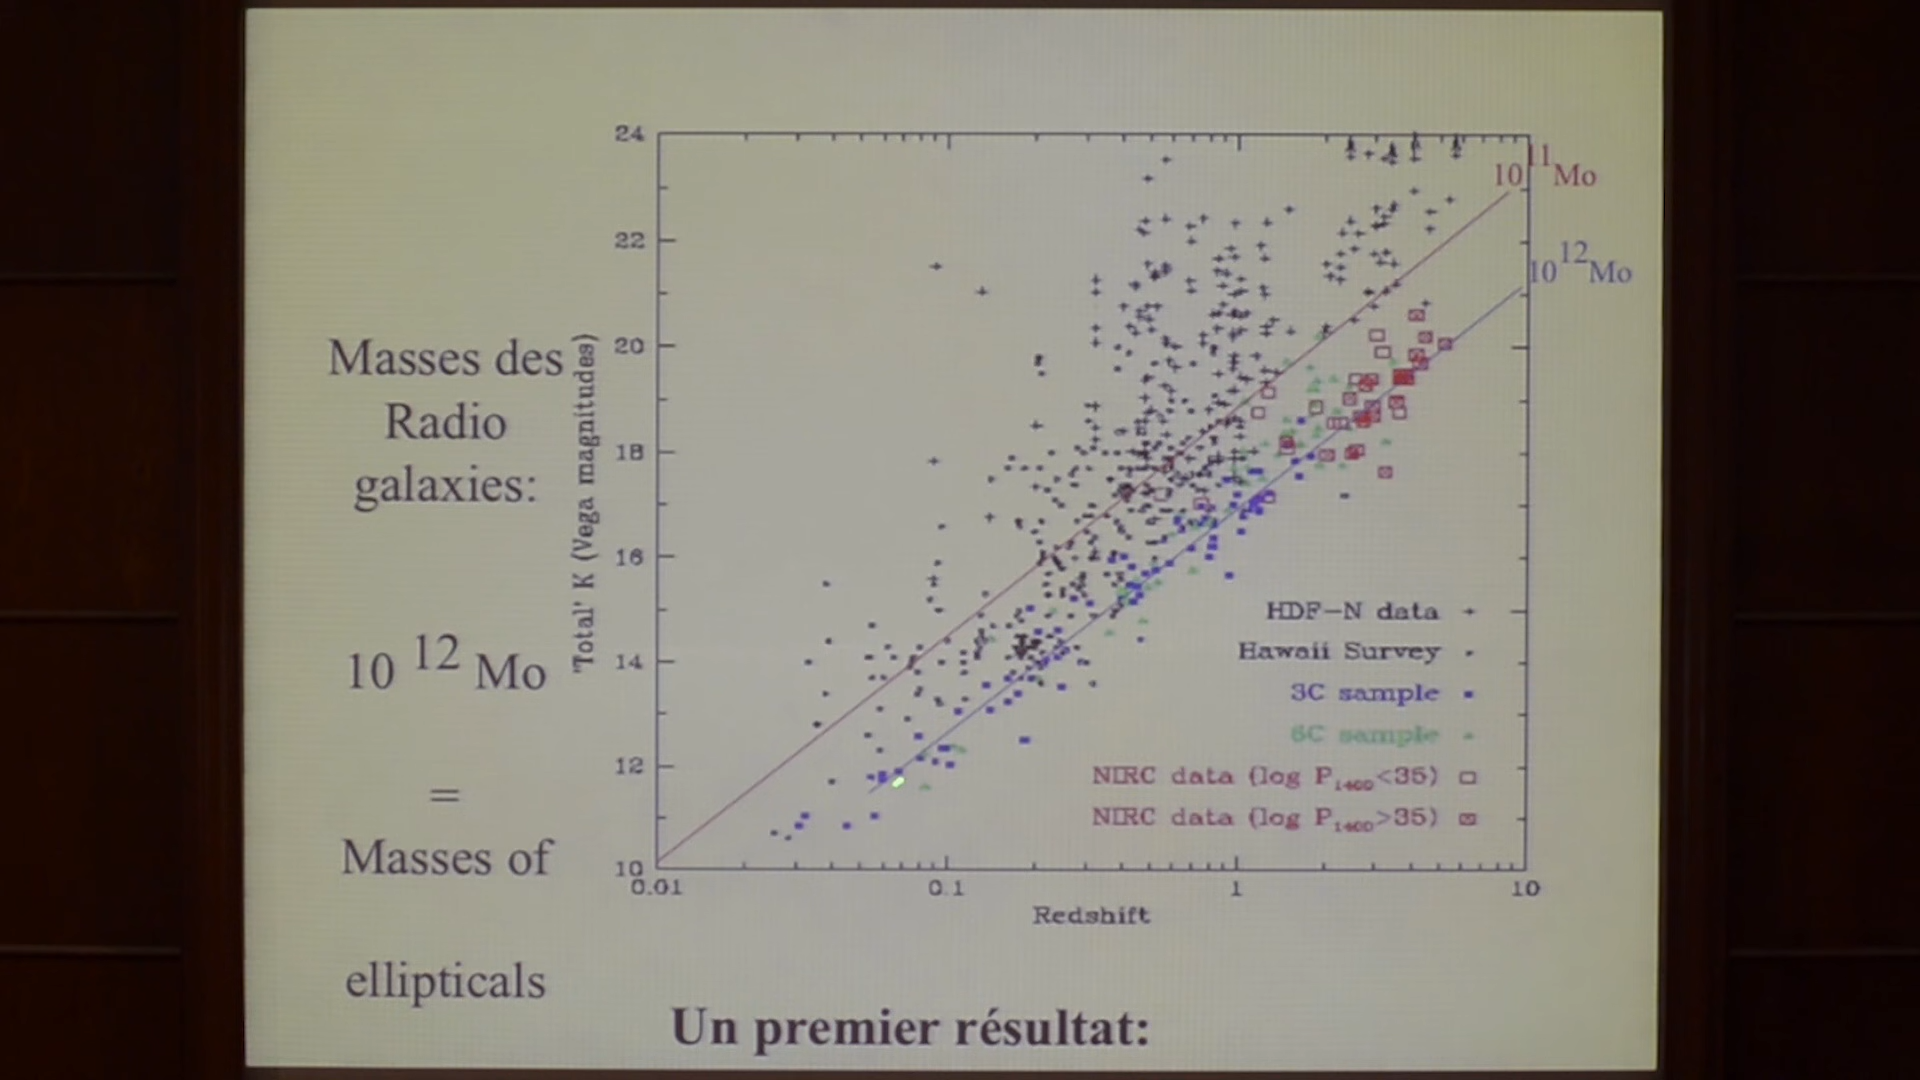 Masses des
Radio
galaxies:
10 12 Mo
=
Masses of
ellipticals
'Total' K (Vega magnitudes)
24
22
20
18
16
14
12
10
0.01
0.1
1
10
Redshift
10 11 Mo
10 12 Mo
HDF-N data
Hawaii Survey
3C sample
6C sample
NIRC data (log P1400<35)
NIRC data (log P1400>35)
Un premier résultat: